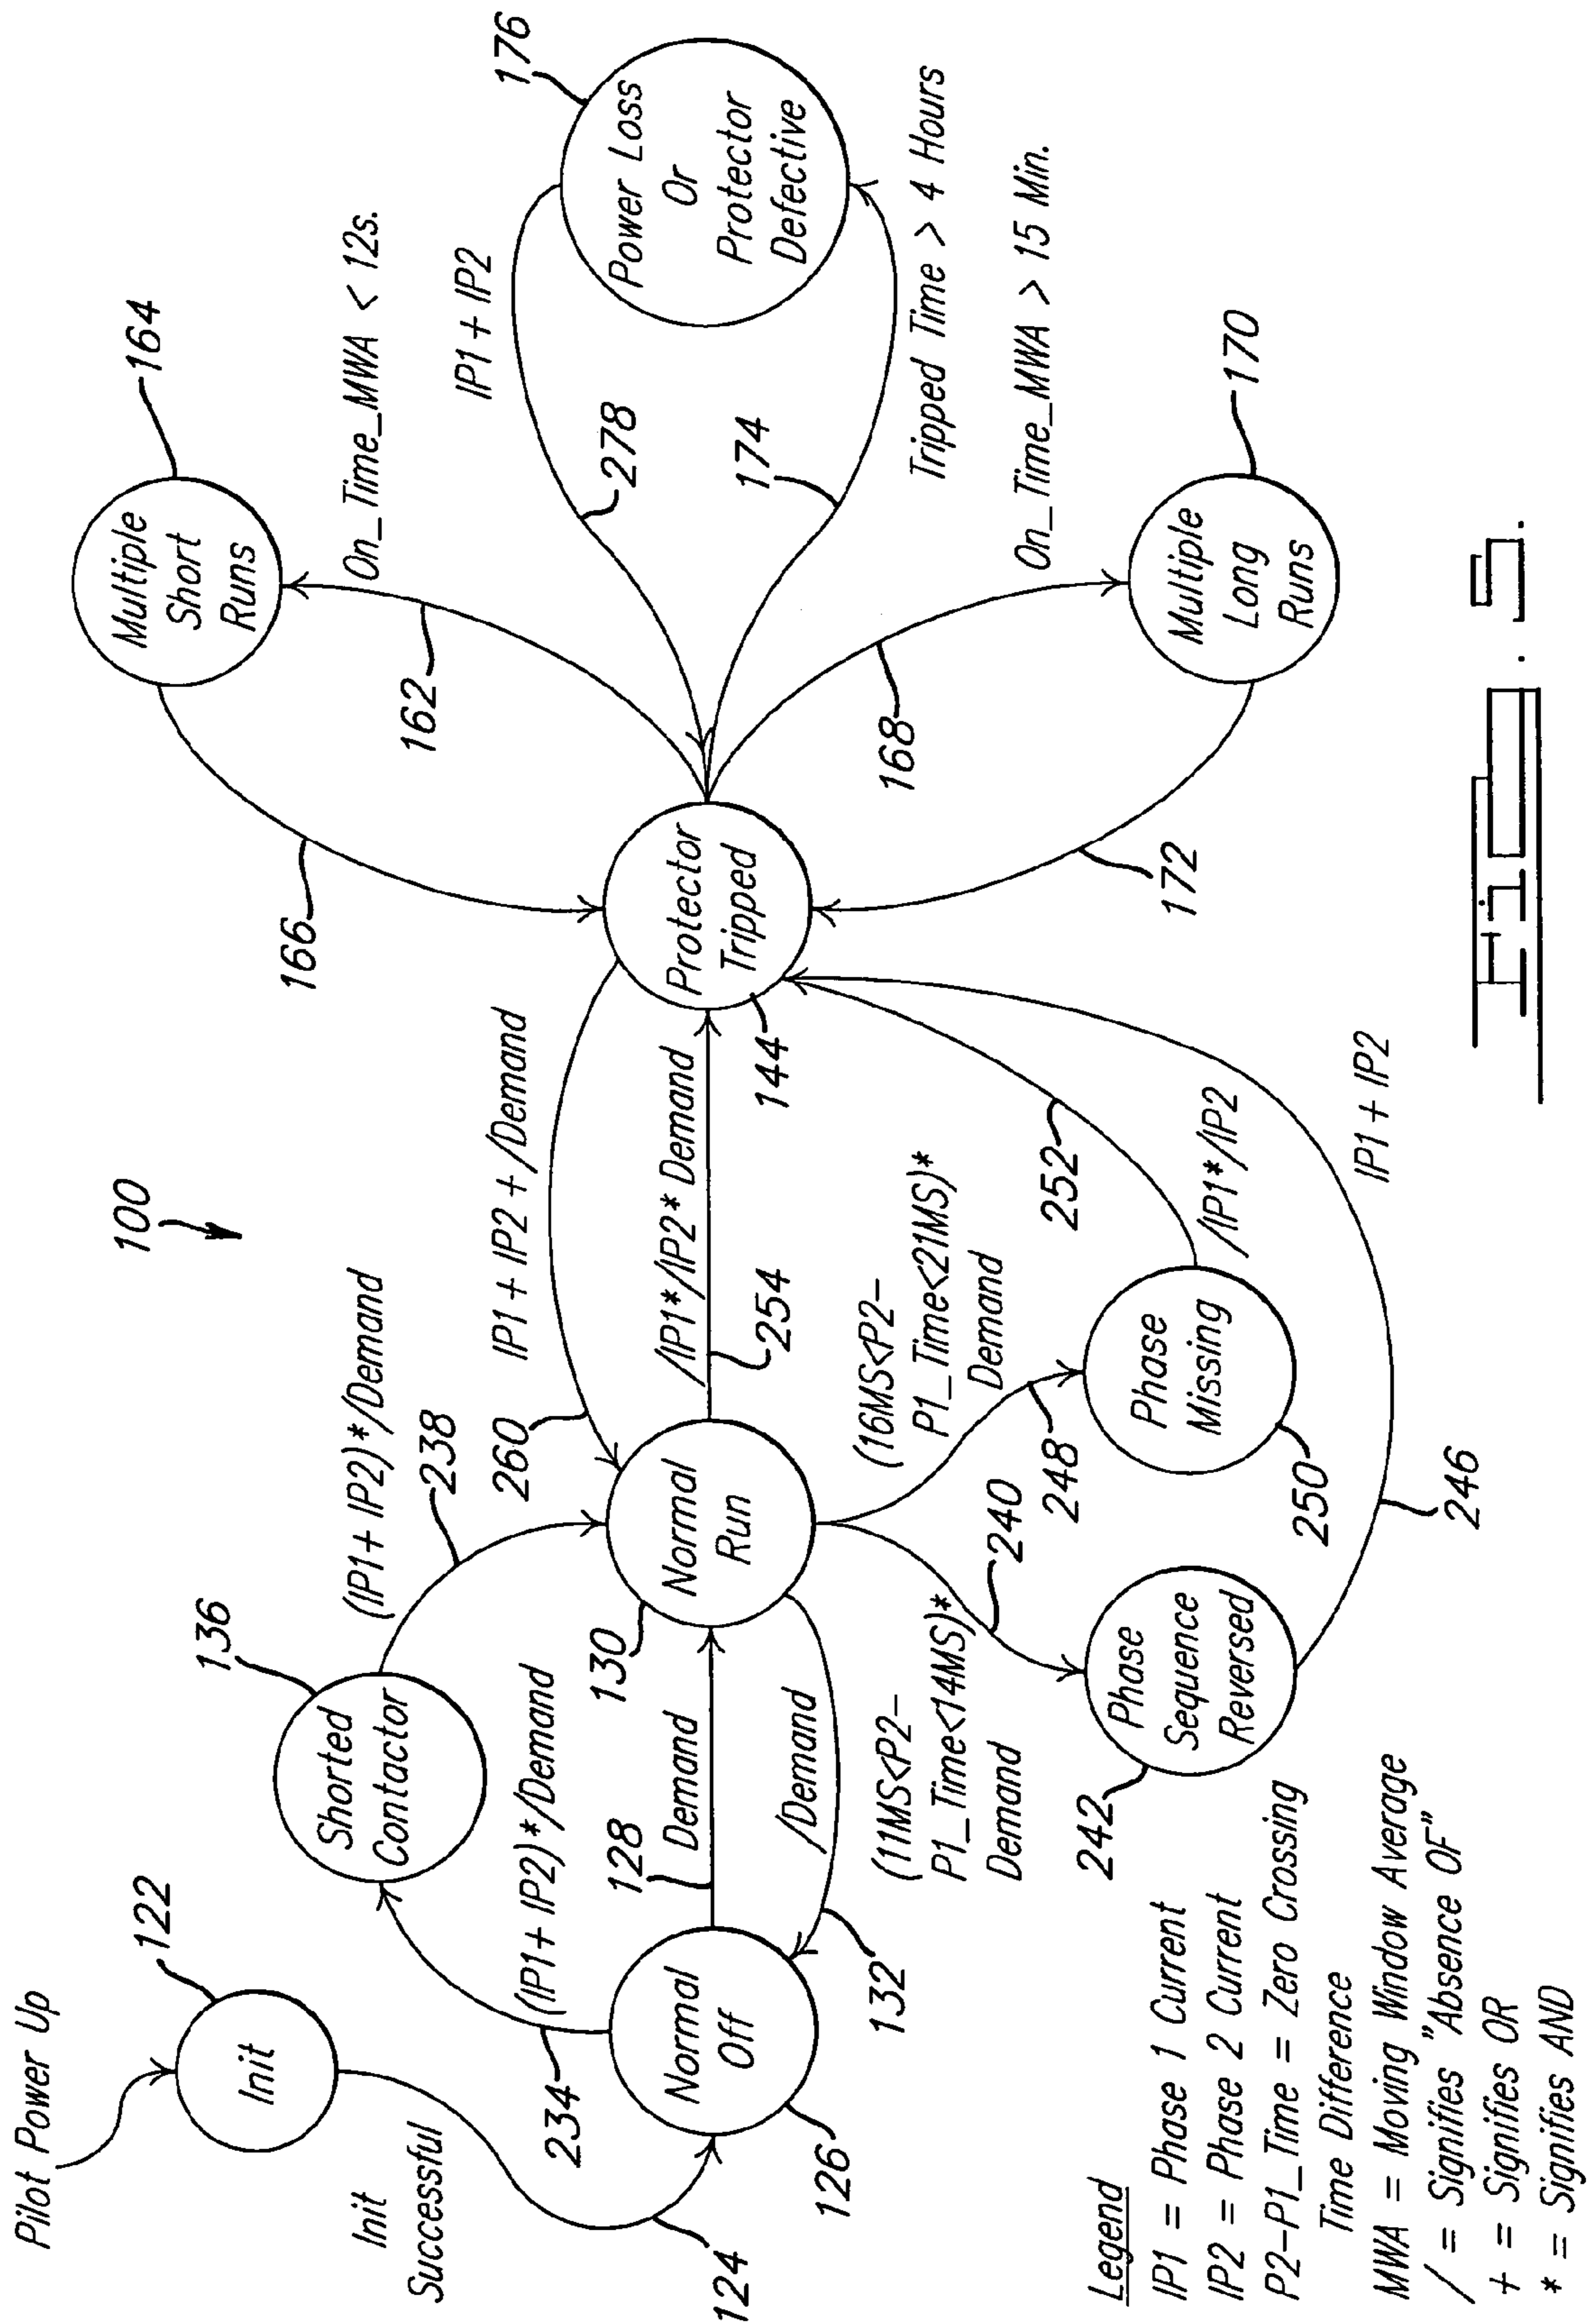 100
Pilot Power Up
122
Init
Init
Successful
124
Normal
Off
126
234
(IP1+ IP2)*/Demand
Shorted
Contactor
136
(IP1+ IP2)*/Demand
238
128
Demand
/Demand
132
Normal
Run
130
260
IP1 + IP2 + /Demand
/IP1*/IP2* Demand
254
(11MS<P2-
P1_Time<14MS)*
Demand
240
Phase
Sequence
Reversed
242
(16MS<P2-
P1_Time<21MS)*
Demand
248
Phase
Missing
250
252
/IP1*/IP2
246
IP1 + IP2
Protector
Tripped
144
166
162
On_Time_MWA < 12s.
Multiple
Short
Runs
164
IP1 + IP2
278
174
Tripped Time > 4 Hours
Power Loss
Or
Protector
Defective
176
168
On_Time_MWA > 15 Min.
172
Multiple
Long
Runs
170
Legend
IP1 = Phase 1 Current
IP2 = Phase 2 Current
P2-P1_Time = Zero Crossing
Time Difference
MWA = Moving Window Average
/ = Signifies "Absence OF"
+ = Signifies OR
* = Signifies AND
Fig. 5.